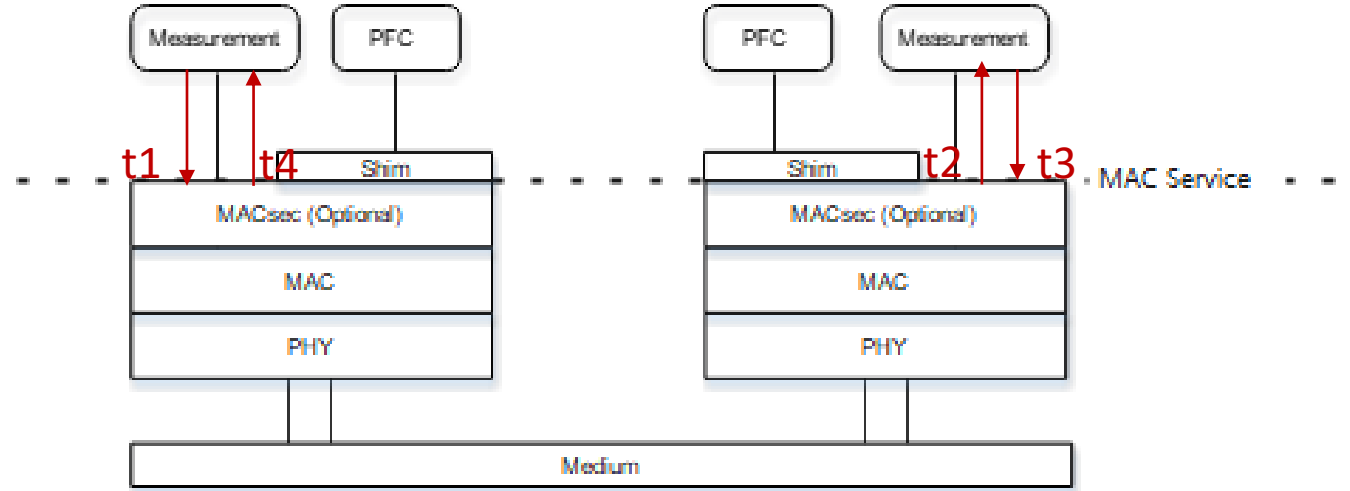 Measurement PFC PFC Measurement
t1 t4 Shim Shim t2 t3 MAC Service
MACsec (Optional) MACsec (Optional)
MAC MAC
PHY PHY
Medium